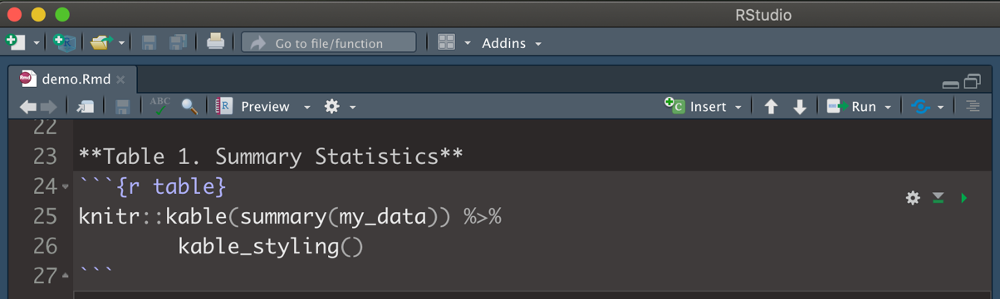 RStudio
Go to file/function
Addins
demo.Rmd
ABC
Preview
Insert
Run
22
23 **Table 1. Summary Statistics**
24 ```{r table}
25 knitr::kable(summary(my_data)) %>%
26 kable_styling()
27 ```